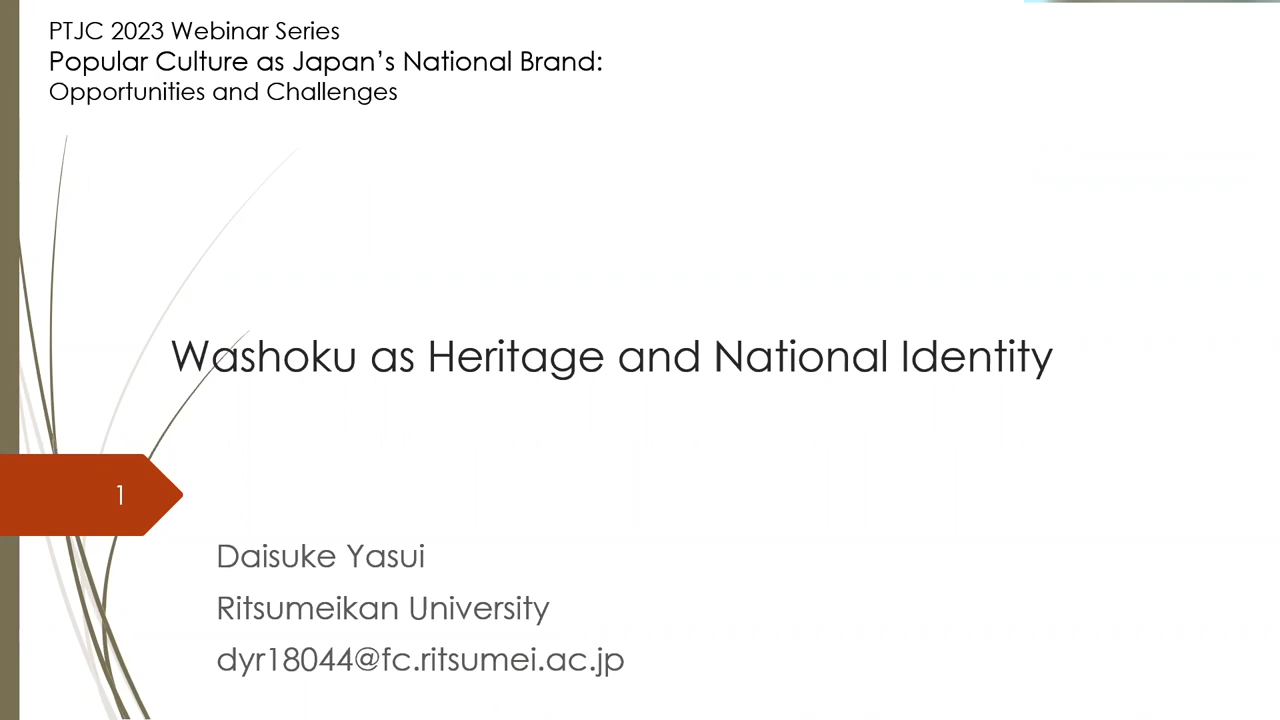 PTJC 2023 Webinar Series
Popular Culture as Japan’s National Brand:
Opportunities and Challenges
Washoku as Heritage and National Identity
1
Daisuke Yasui
Ritsumeikan University
dyr18044@fc.ritsumei.ac.jp